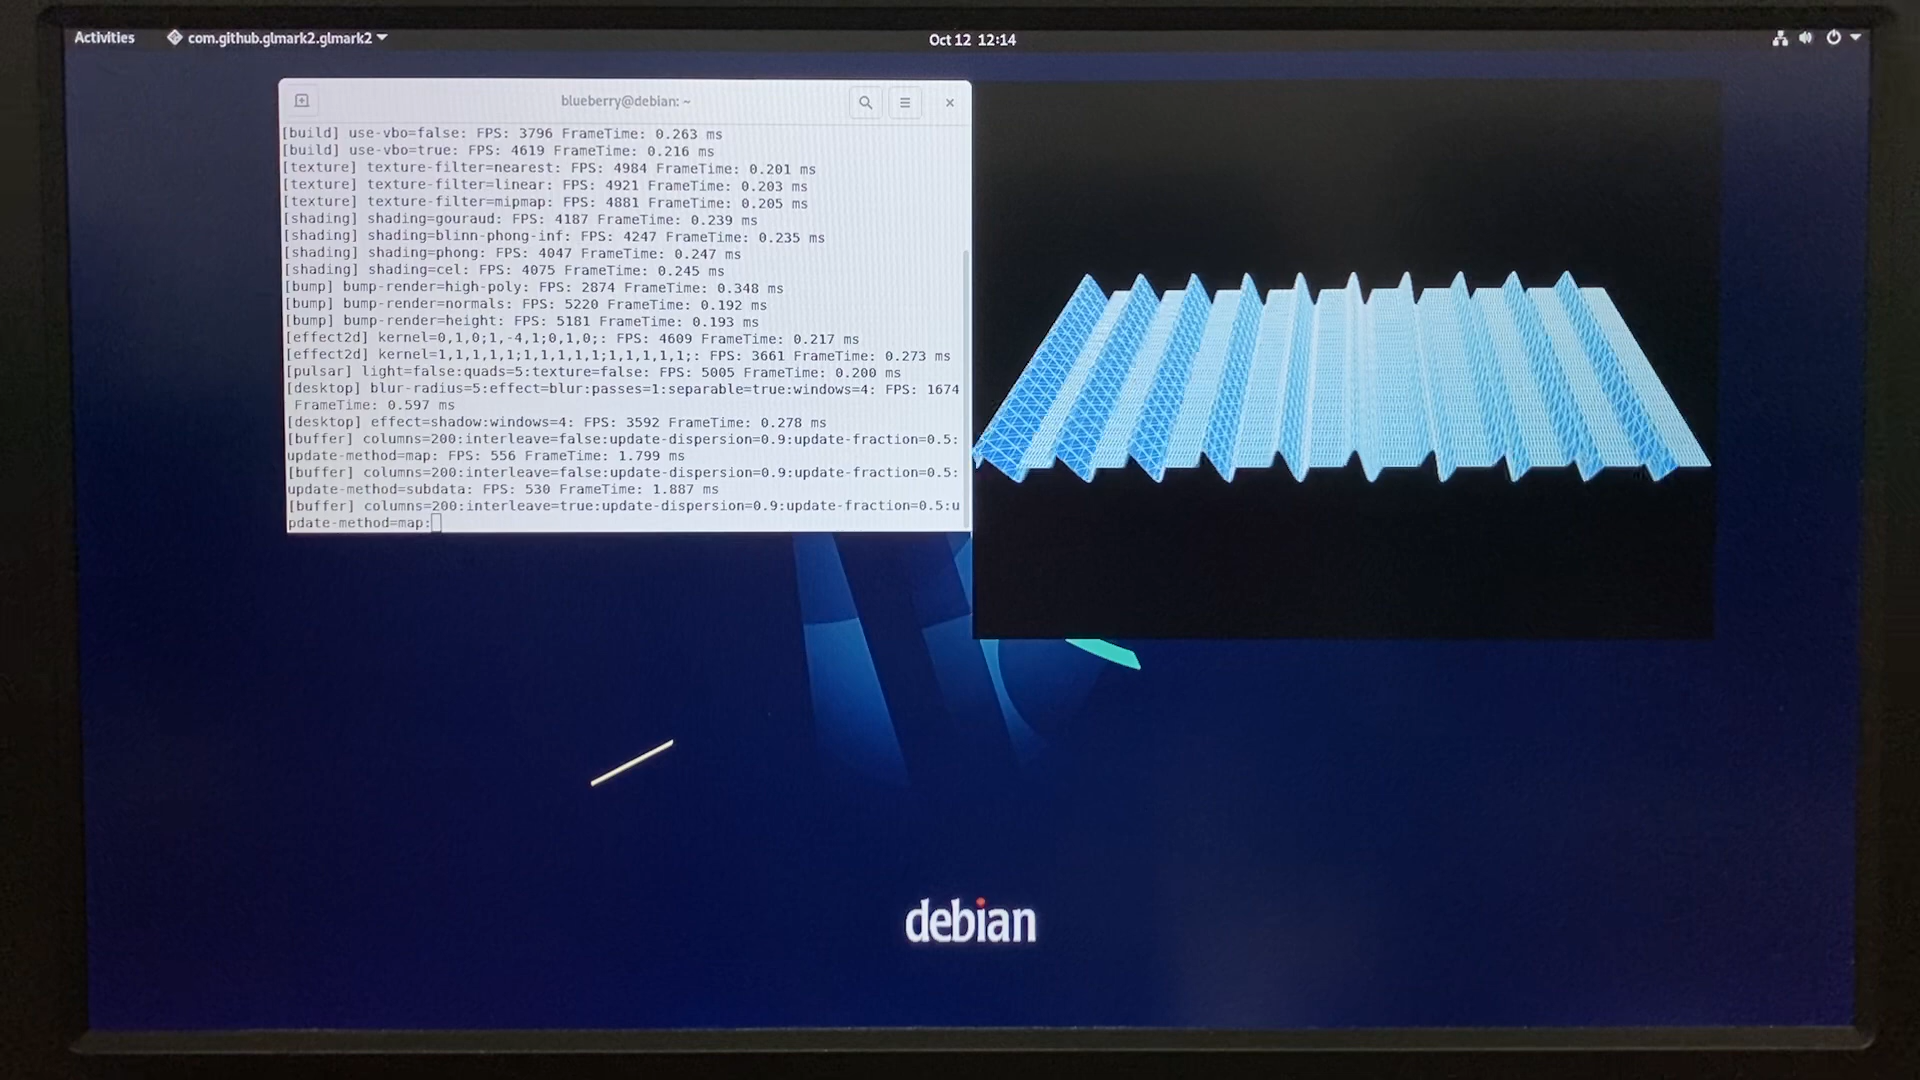 Activities com.github.glmark2.glmark2 Oct 12 12:14
blueberry@debian: ~
[build] use-vbo=false: FPS: 3796 FrameTime: 0.263 ms
[build] use-vbo=true: FPS: 4619 FrameTime: 0.216 ms
[texture] texture-filter=nearest: FPS: 4984 FrameTime: 0.201 ms
[texture] texture-filter=linear: FPS: 4921 FrameTime: 0.203 ms
[texture] texture-filter=mipmap: FPS: 4881 FrameTime: 0.205 ms
[shading] shading=gouraud: FPS: 4187 FrameTime: 0.239 ms
[shading] shading=blinn-phong-inf: FPS: 4247 FrameTime: 0.235 ms
[shading] shading=phong: FPS: 4047 FrameTime: 0.247 ms
[shading] shading=cel: FPS: 4075 FrameTime: 0.245 ms
[bump] bump-render=high-poly: FPS: 2874 FrameTime: 0.348 ms
[bump] bump-render=normals: FPS: 5220 FrameTime: 0.192 ms
[bump] bump-render=height: FPS: 5181 FrameTime: 0.193 ms
[effect2d] kernel=0,1,0;1,-4,1;0,1,0;: FPS: 4609 FrameTime: 0.217 ms
[effect2d] kernel=1,1,1,1,1;1,1,1,1,1;1,1,1,1,1;: FPS: 3661 FrameTime: 0.273 ms
[pulsar] light=false:quads=5:texture=false: FPS: 5005 FrameTime: 0.200 ms
[desktop] blur-radius=5:effect=blur:passes=1:separable=true:windows=4: FPS: 1674
FrameTime: 0.597 ms
[desktop] effect=shadow:windows=4: FPS: 3592 FrameTime: 0.278 ms
[buffer] columns=200:interleave=false:update-dispersion=0.9:update-fraction=0.5:
update-method=map: FPS: 556 FrameTime: 1.799 ms
[buffer] columns=200:interleave=false:update-dispersion=0.9:update-fraction=0.5:
update-method=subdata: FPS: 530 FrameTime: 1.887 ms
[buffer] columns=200:interleave=true:update-dispersion=0.9:update-fraction=0.5:u
pdate-method=map:
debian